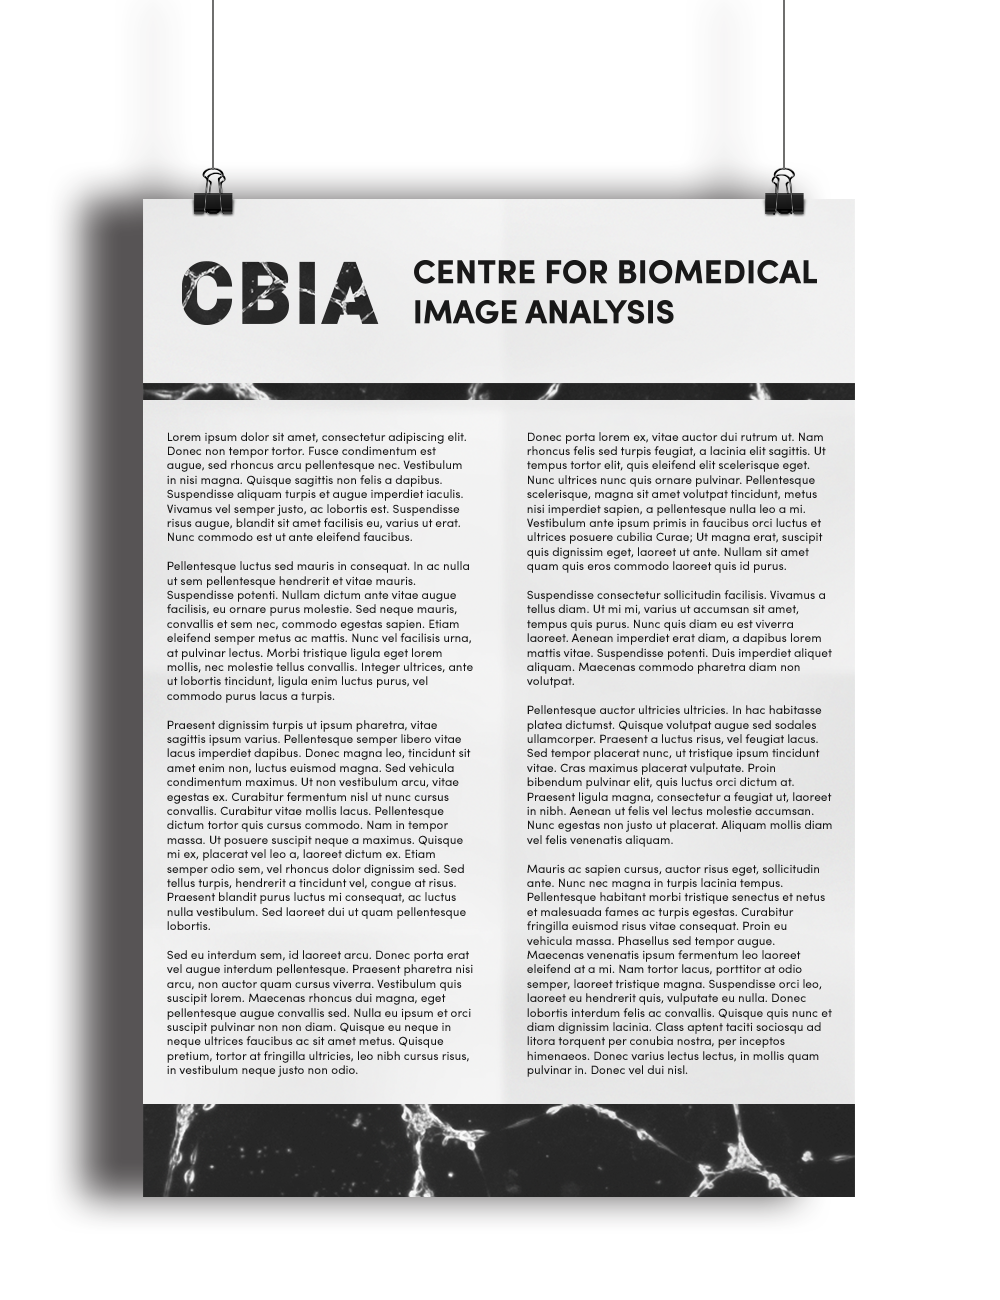 CBIA
CENTRE FOR BIOMEDICAL
IMAGE ANALYSIS
Lorem ipsum dolor sit amet, consectetur adipiscing elit.
Donec non tempor tortor. Fusce condimentum est
augue, sed rhoncus arcu pellentesque nec. Vestibulum
in nisi magna. Quisque sagittis non felis a dapibus.
Suspendisse aliquam turpis et augue imperdiet iaculis.
Vivamus vel semper justo, ac lobortis est. Suspendisse
risus augue, blandit sit amet facilisis eu, varius ut erat.
Nunc commodo est ut ante eleifend faucibus.
Pellentesque luctus sed mauris in consequat. In ac nulla
ut sem pellentesque hendrerit et vitae mauris.
Suspendisse potenti. Nullam dictum ante vitae augue
facilisis, eu ornare purus molestie. Sed neque mauris,
convallis et sem nec, commodo egestas sapien. Etiam
eleifend semper metus ac mattis. Nunc vel facilisis urna,
at pulvinar lectus. Morbi tristique ligula eget lorem
mollis, nec molestie tellus convallis. Integer ultrices, ante
ut lobortis tincidunt, ligula enim luctus purus, vel
commodo purus lacus a turpis.
Praesent dignissim turpis ut ipsum pharetra, vitae
sagittis ipsum varius. Pellentesque semper libero vitae
lacus imperdiet dapibus. Donec magna leo, tincidunt sit
amet enim non, luctus euismod magna. Sed vehicula
condimentum maximus. Ut non vestibulum arcu, vitae
egestas ex. Curabitur fermentum nisl ut nunc cursus
convallis. Curabitur vitae mollis lacus. Pellentesque
dictum tortor quis cursus commodo. Nam in tempor
massa. Ut posuere suscipit neque a maximus. Quisque
mi ex, placerat vel leo a, laoreet dictum ex. Etiam
semper odio sem, vel rhoncus dolor dignissim sed. Sed
tellus turpis, hendrerit a tincidunt vel, congue at risus.
Praesent blandit purus luctus mi consequat, ac luctus
nulla vestibulum. Sed laoreet dui ut quam pellentesque
lobortis.
Sed eu interdum sem, id laoreet arcu. Donec porta erat
vel augue interdum pellentesque. Praesent pharetra nisi
arcu, non auctor quam cursus viverra. Vestibulum quis
suscipit lorem. Maecenas rhoncus dui magna, eget
pellentesque augue convallis sed. Nulla eu ipsum et orci
suscipit pulvinar non non diam. Quisque eu neque in
neque ultrices faucibus ac sit amet metus. Quisque
pretium, tortor at fringilla ultricies, leo nibh cursus risus,
in vestibulum neque justo non odio.
Donec porta lorem ex, vitae auctor dui rutrum ut. Nam
rhoncus felis sed turpis feugiat, a lacinia elit sagittis. Ut
tempus tortor elit, quis eleifend elit scelerisque eget.
Nunc ultrices nunc quis ornare pulvinar. Pellentesque
scelerisque, magna sit amet volutpat tincidunt, metus
nisi imperdiet sapien, a pellentesque nulla leo a mi.
Vestibulum ante ipsum primis in faucibus orci luctus et
ultrices posuere cubilia Curae; Ut magna erat, suscipit
quis dignissim eget, laoreet ut ante. Nullam sit amet
quam quis eros commodo laoreet quis id purus.
Suspendisse consectetur sollicitudin facilisis. Vivamus a
tellus diam. Ut mi mi, varius ut accumsan sit amet,
tempus quis purus. Nunc quis diam eu est viverra
laoreet. Aenean imperdiet erat diam, a dapibus lorem
mattis vitae. Suspendisse potenti. Duis imperdiet aliquet
aliquam. Maecenas commodo pharetra diam non
volutpat.
Pellentesque auctor ultricies ultricies. In hac habitasse
platea dictumst. Quisque volutpat augue sed sodales
ullamcorper. Praesent a luctus risus, vel feugiat lacus.
Sed tempor placerat nunc, ut tristique ipsum tincidunt
vitae. Cras maximus placerat vulputate. Proin
bibendum pulvinar elit, quis luctus orci dictum at.
Praesent ligula magna, consectetur a feugiat ut, laoreet
in nibh. Aenean ut felis vel lectus molestie accumsan.
Nunc egestas non justo ut placerat. Aliquam mollis diam
vel felis venenatis aliquam.
Mauris ac sapien cursus, auctor risus eget, sollicitudin
ante. Nunc nec magna in turpis lacinia tempus.
Pellentesque habitant morbi tristique senectus et netus
et malesuada fames ac turpis egestas. Curabitur
fringilla euismod risus vitae consequat. Proin eu
vehicula massa. Phasellus sed tempor augue.
Maecenas venenatis ipsum fermentum leo laoreet
eleifend at a mi. Nam tortor lacus, porttitor at odio
semper, laoreet tristique magna. Suspendisse orci leo,
laoreet eu hendrerit quis, vulputate eu nulla. Donec
lobortis interdum felis ac convallis. Quisque quis nunc et
diam dignissim lacinia. Class aptent taciti sociosqu ad
litora torquent per conubia nostra, per inceptos
himenaeos. Donec varius lectus lectus, in mollis quam
pulvinar in. Donec vel dui nisl.